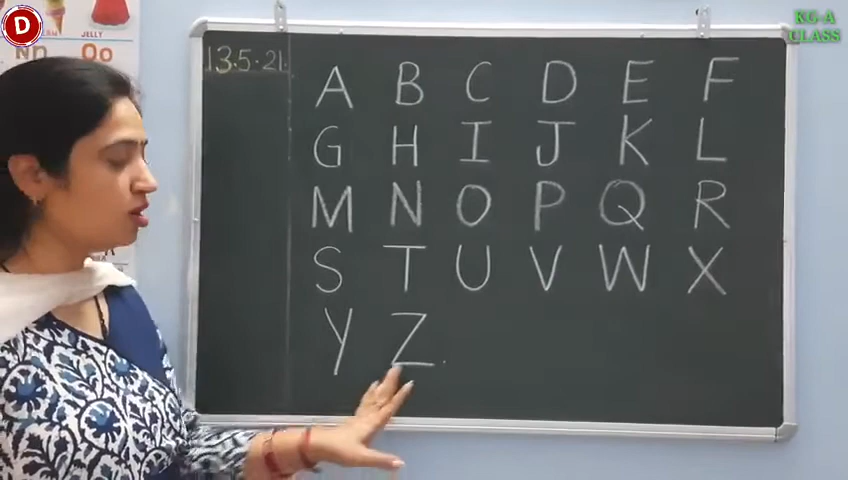 D
KG-A
CLASS
JELLY
Nn Oo
13.5.21.
A B C D E F
G H I J K L
M N O P Q R
S T U V W X
Y Z